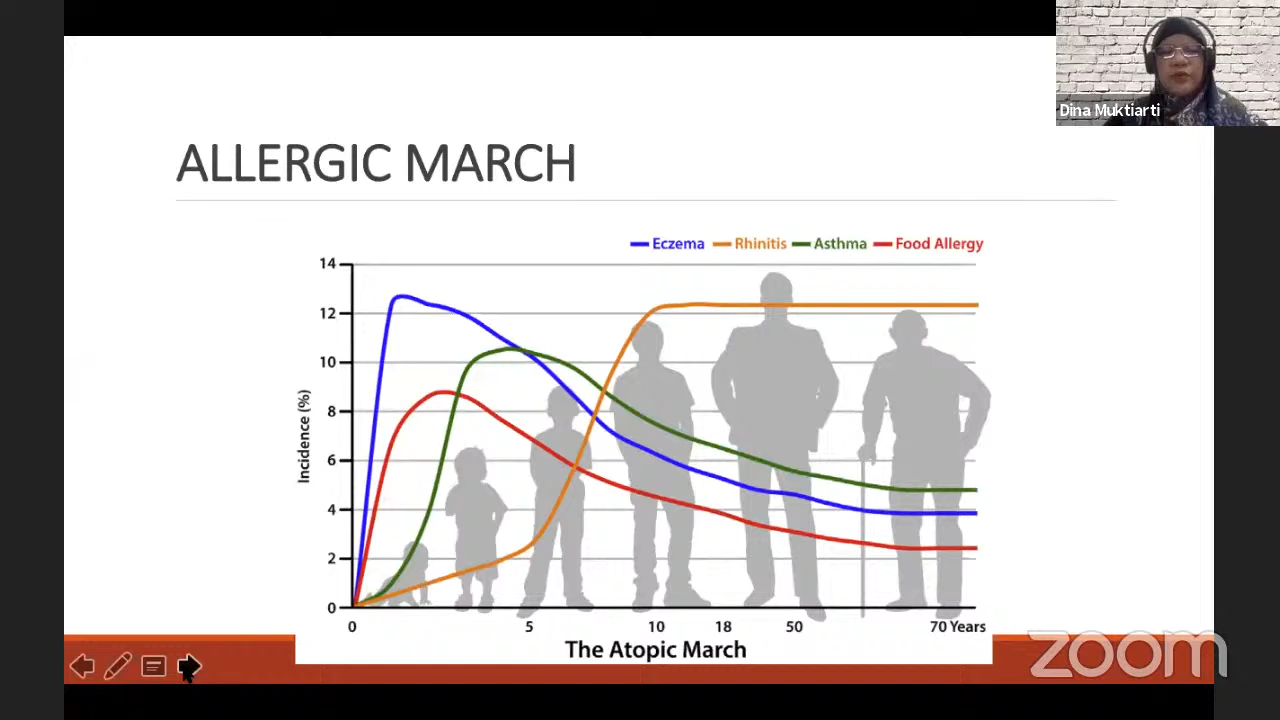 Dina Muktiarti
ALLERGIC MARCH
Eczema Rhinitis Asthma Food Allergy
14
12
10
8
6
4
2
0
Incidence (%)
0 5 10 18 50 70 Years
The Atopic March
zoom